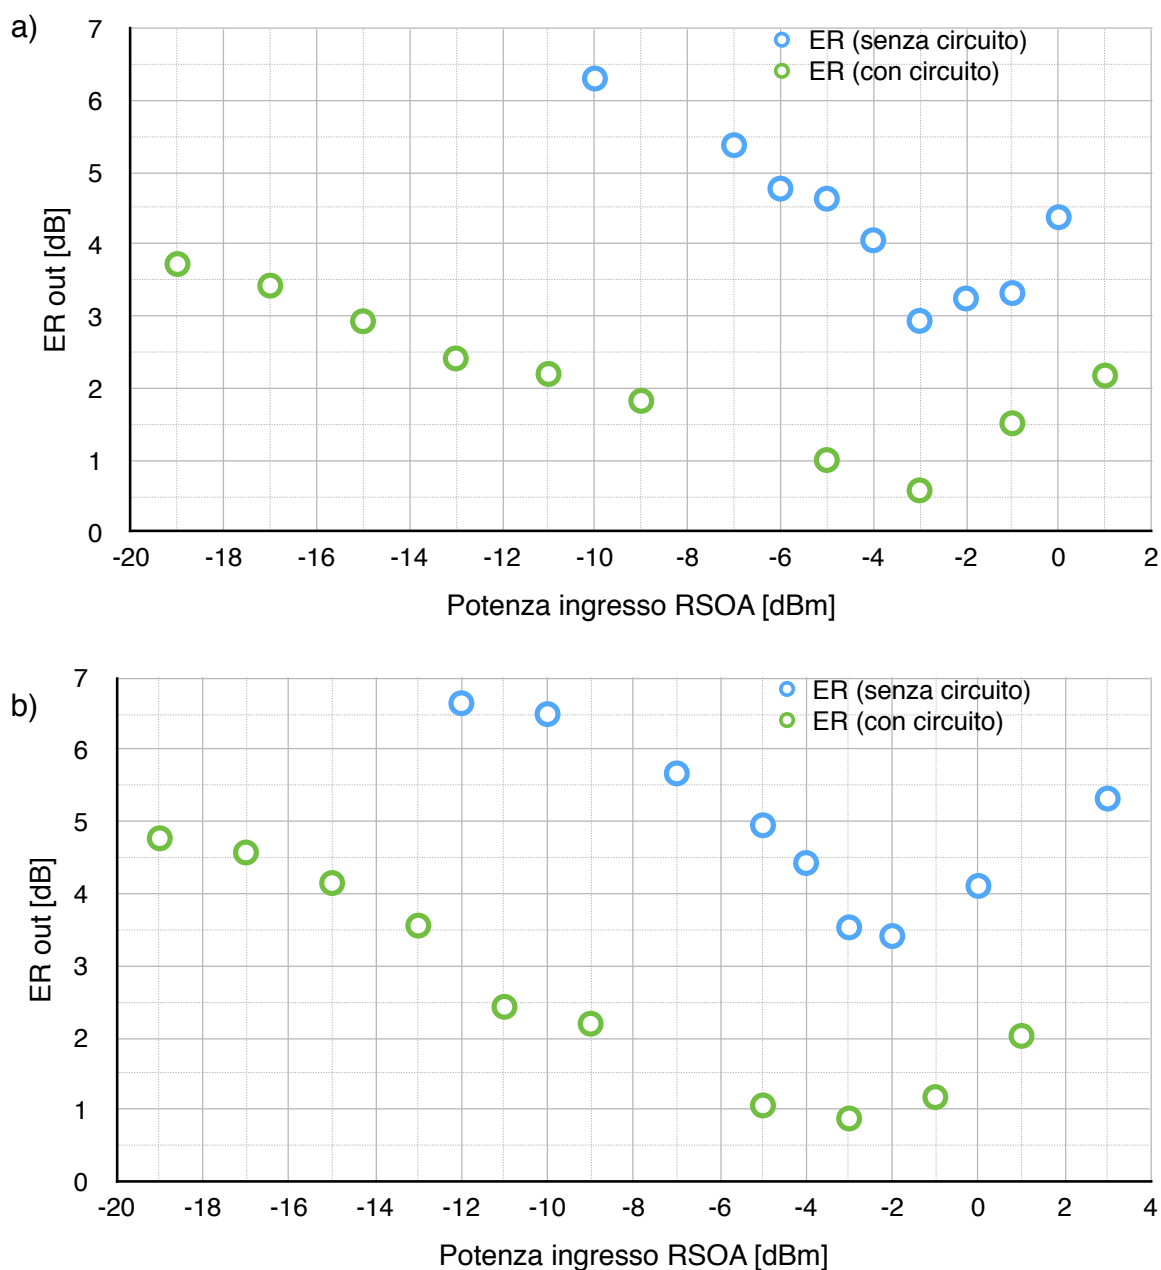 a)
7
6
5
4
3
2
1
0
ER out [dB]
ER (senza circuito)
ER (con circuito)
-20 -18 -16 -14 -12 -10 -8 -6 -4 -2 0 2
Potenza ingresso RSOA [dBm]
b)
7
6
5
4
3
2
1
0
ER out [dB]
ER (senza circuito)
ER (con circuito)
-20 -18 -16 -14 -12 -10 -8 -6 -4 -2 0 2 4
Potenza ingresso RSOA [dBm]